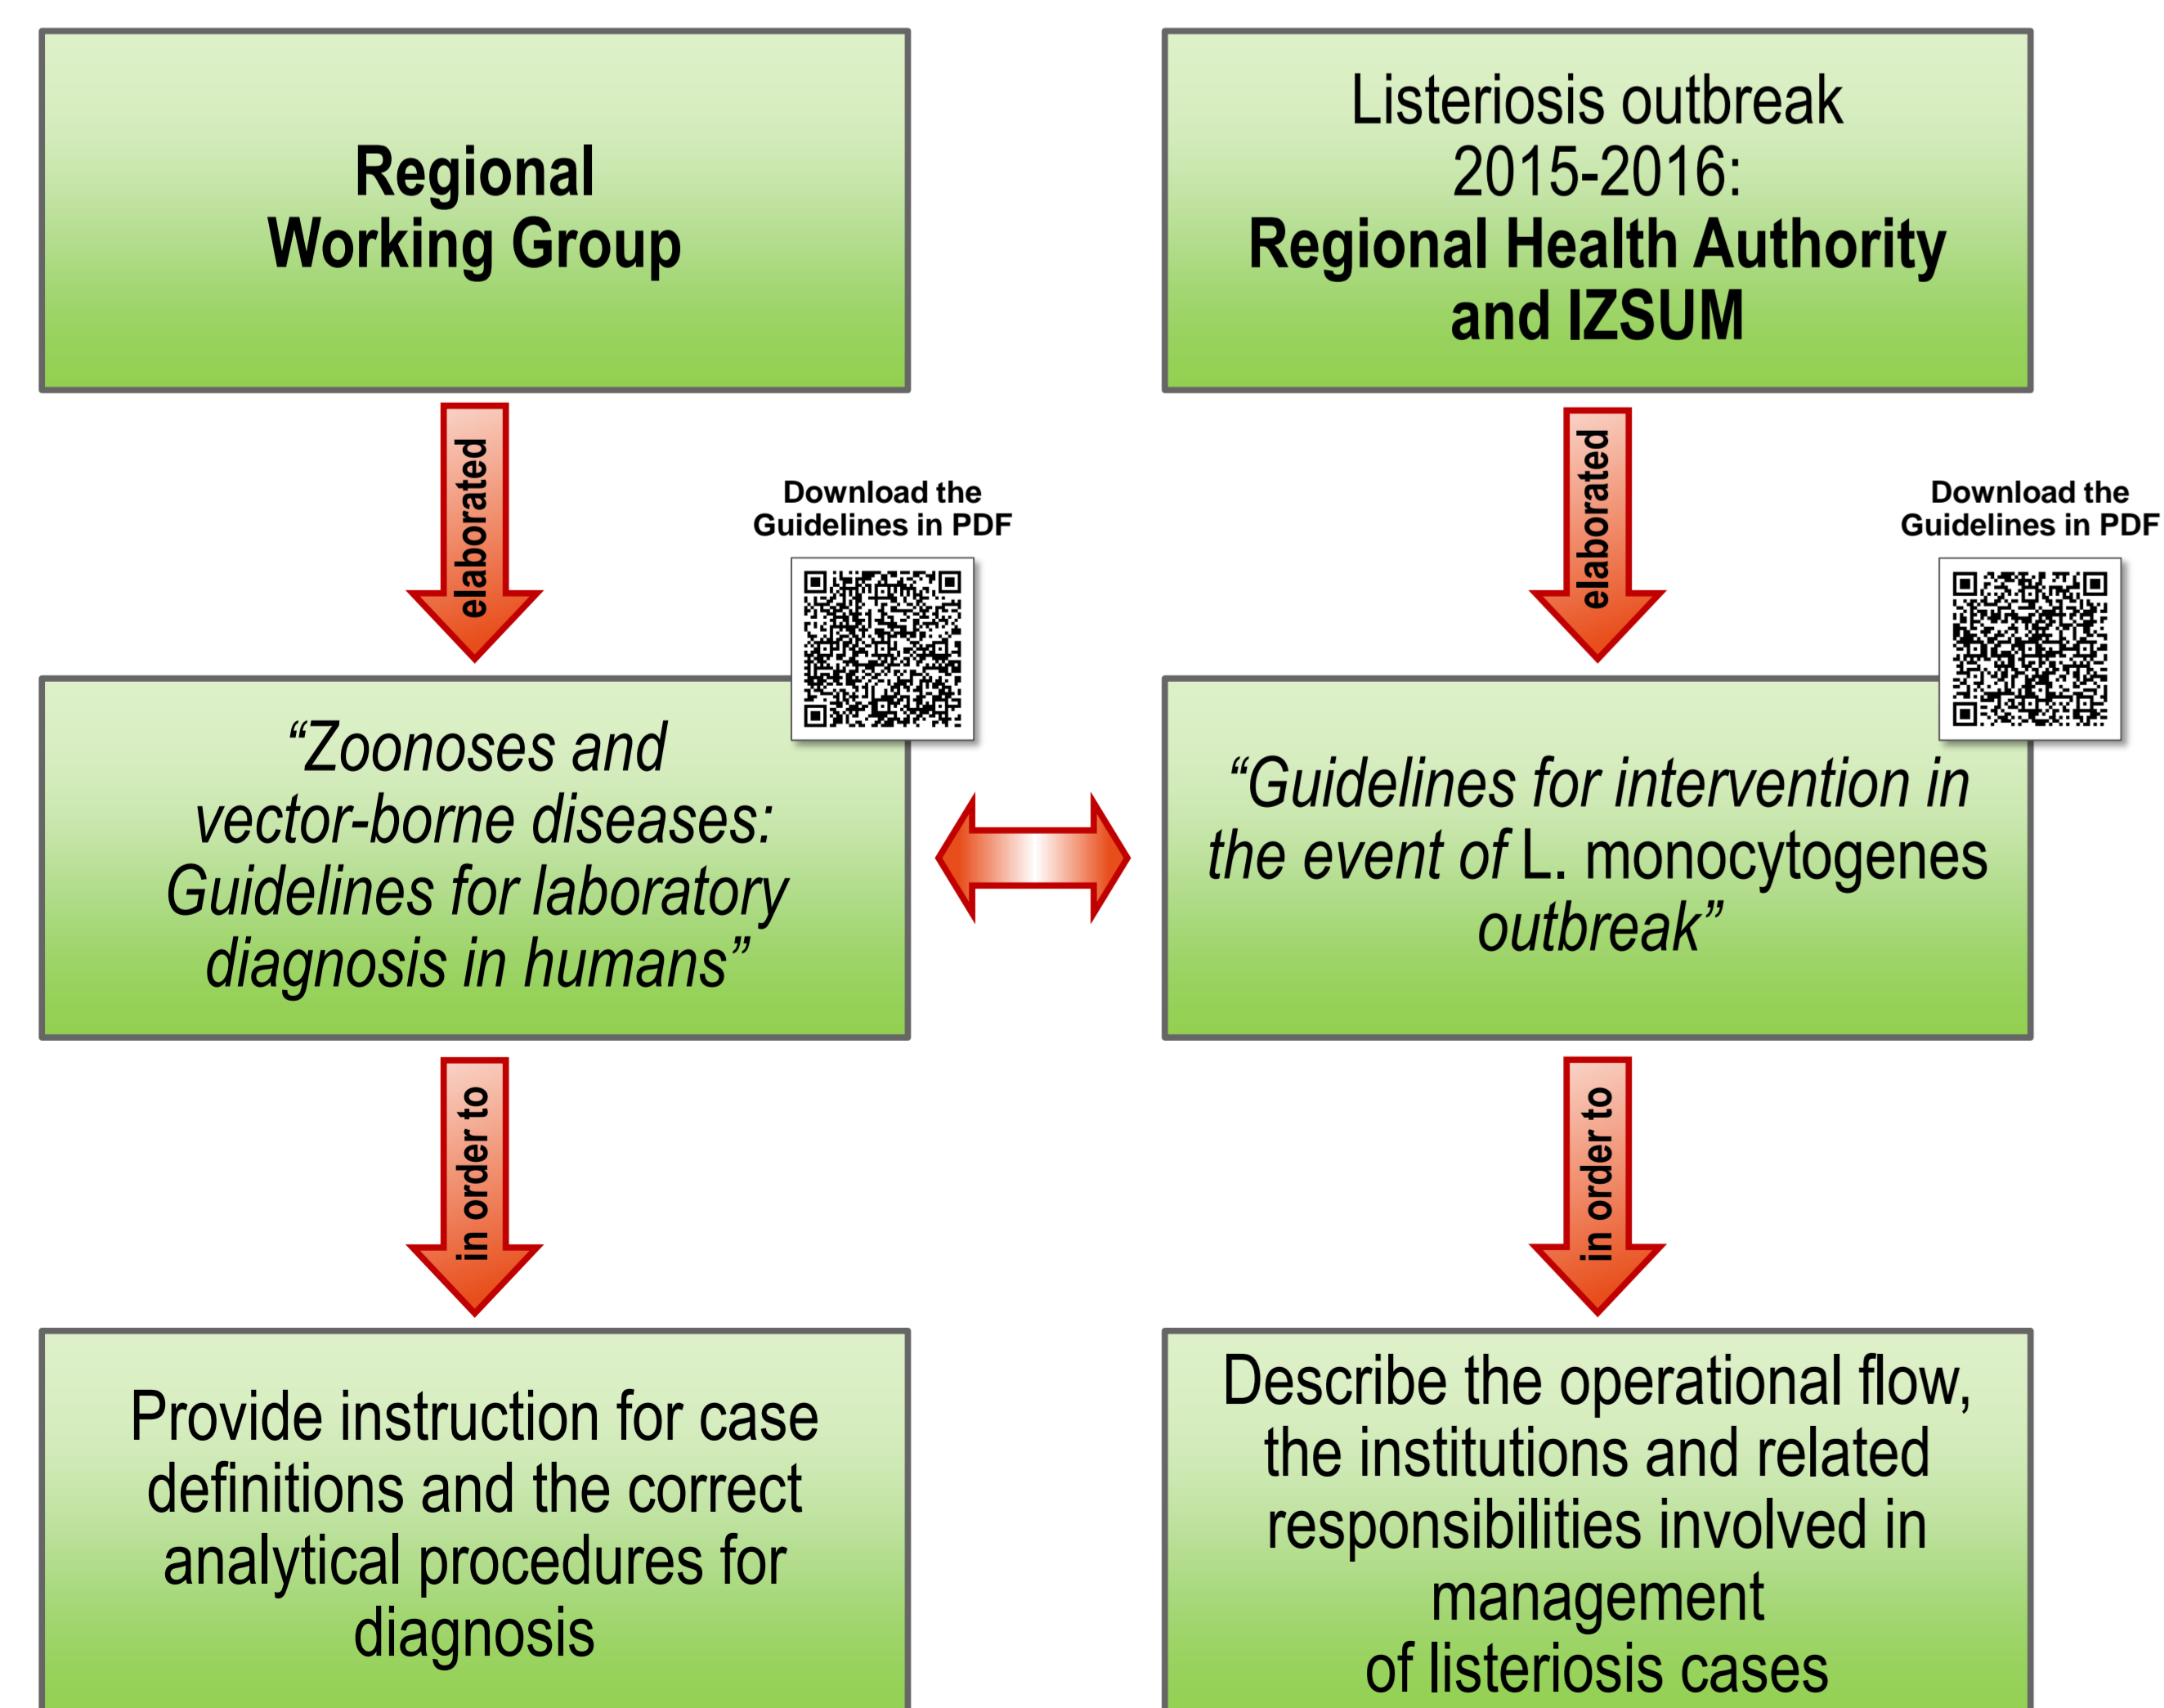 Regional
Working Group
elaborated
Download the
Guidelines in PDF
“Zoonoses and
vector-borne diseases:
Guidelines for laboratory
diagnosis in humans”
in order to
Provide instruction for case
definitions and the correct
analytical procedures for
diagnosis
Listeriosis outbreak
2015-2016:
Regional Health Authority
and IZSUM
elaborated
Download the
Guidelines in PDF
“Guidelines for intervention in
the event of L. monocytogenes
outbreak”
in order to
Describe the operational flow,
the institutions and related
responsibilities involved in
management
of listeriosis cases